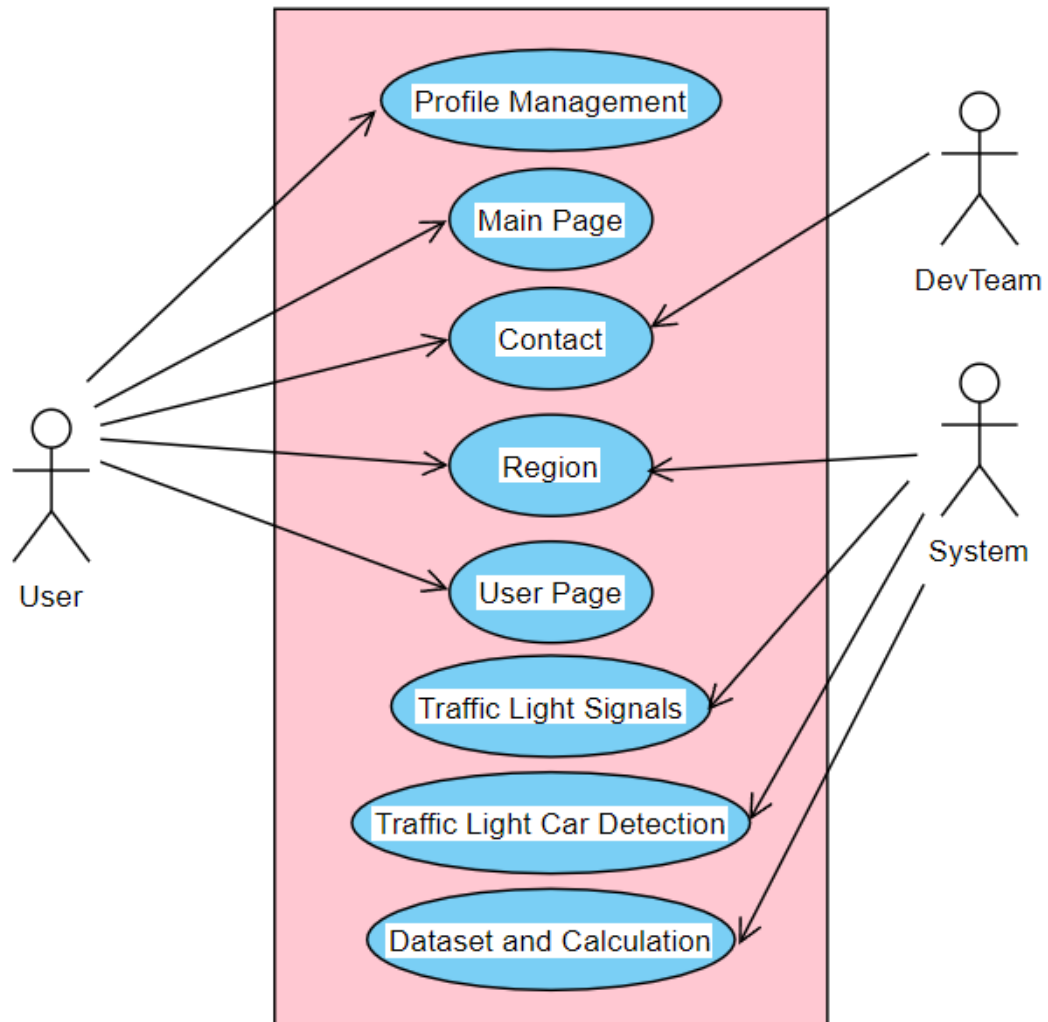 Profile Management
Main Page
DevTeam
Contact
Region
System
User
User Page
Traffic Light Signals
Traffic Light Car Detection
Dataset and Calculation